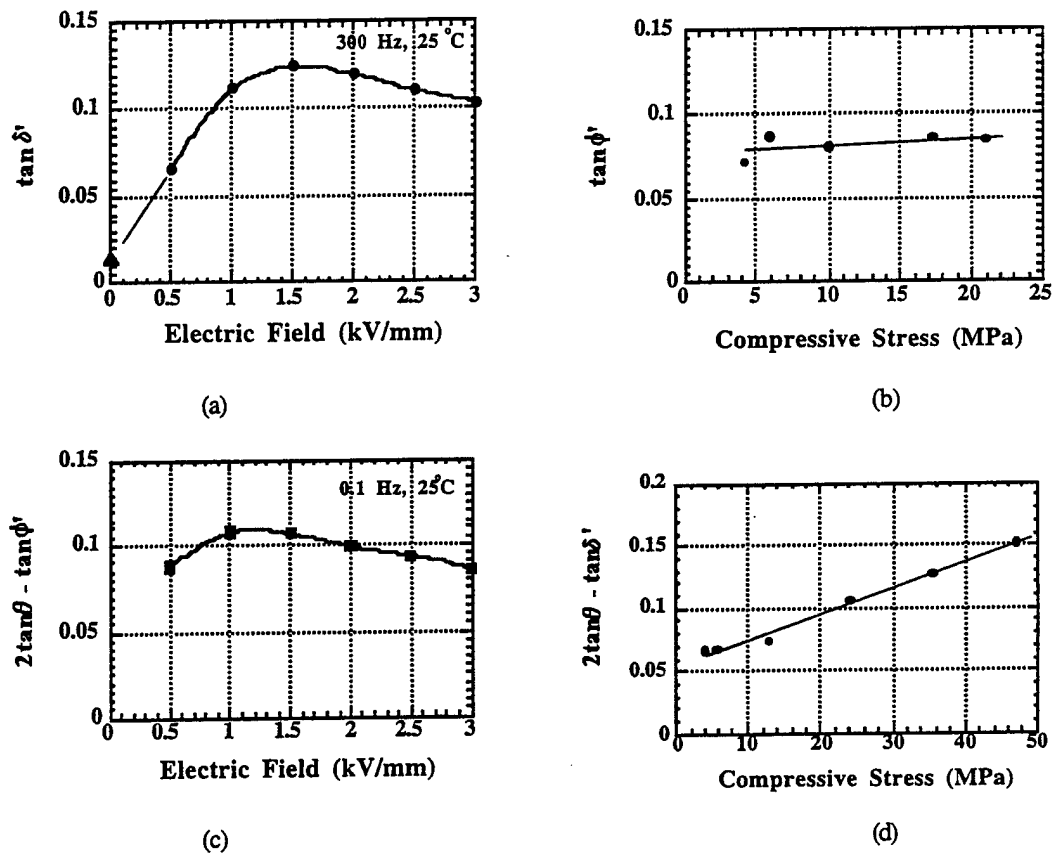 300 Hz, 25 °C
tan δ'
0.15
0.1
0.05
0
0 0.5 1 1.5 2 2.5 3
Electric Field (kV/mm)
(a)
tan ϕ'
0.15
0.1
0.05
0
0 5 10 15 20 25
Compressive Stress (MPa)
(b)
0.1 Hz, 25°C
2tanθ - tanϕ'
0.15
0.1
0.05
0
0 0.5 1 1.5 2 2.5 3
Electric Field (kV/mm)
(c)
2tanθ - tanδ'
0.2
0.15
0.1
0.05
0
0 10 20 30 40 50
Compressive Stress (MPa)
(d)